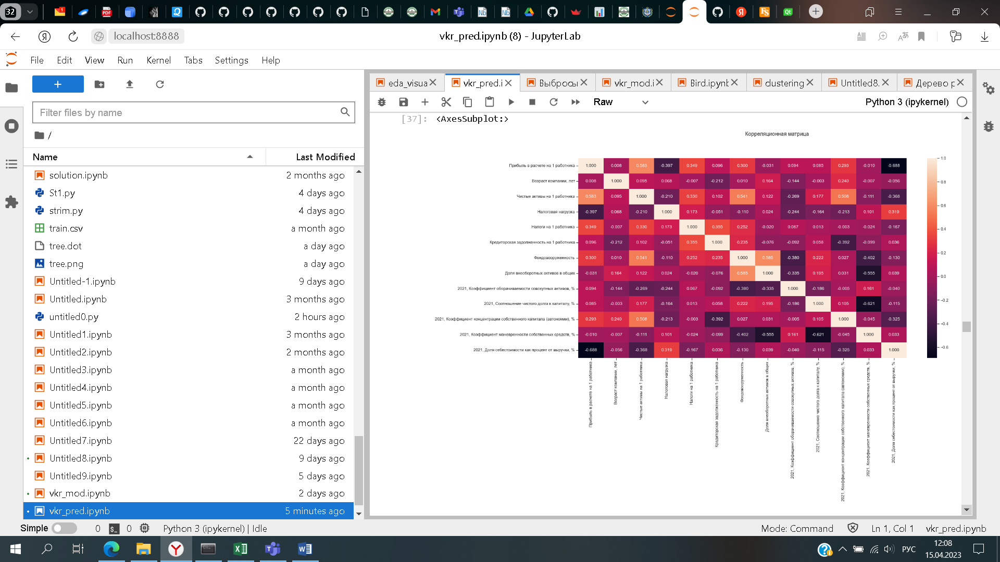 32
localhost:8888
vkr_pred.ipynb (8) - JupyterLab
File Edit View Run Kernel Tabs Settings Help
Filter files by name
/
Name Last Modified
solution.ipynb 2 months ago
St1.py 4 days ago
strim.py 4 days ago
train.csv a month ago
tree.dot a day ago
tree.png a day ago
Untitled-1.ipynb 9 days ago
Untitled.ipynb 3 months ago
untitled0.py 2 hours ago
Untitled1.ipynb 3 months ago
Untitled2.ipynb 2 months ago
Untitled3.ipynb a month ago
Untitled4.ipynb a month ago
Untitled5.ipynb a month ago
Untitled6.ipynb a month ago
Untitled7.ipynb 22 days ago
Untitled8.ipynb 9 days ago
Untitled9.ipynb 5 days ago
vkr_mod.ipynb 2 days ago
vkr_pred.ipynb 5 minutes ago
eda_visua vkr_pred.i Выбросы vkr_mod.i Bird.ipynb clustering Untitled8. Дерево р
Raw Python 3 (ipykernel)
[37]: <AxesSubplot:>
Корреляционная матрица
Прибыль в расчете на 1 работника 1.000 0.008 0.583 -0.397 0.349 0.096 0.300 -0.031 0.094 0.085 0.293 -0.010 -0.688
Возраст компании, лет 0.008 1.000 0.095 0.068 -0.007 -0.212 0.010 0.164 -0.144 -0.003 0.240 -0.007 -0.056
Чистые активы на 1 работника 0.583 0.095 1.000 -0.210 0.330 0.102 0.541 0.122 -0.269 0.177 0.508 -0.111 -0.368
Налоговая нагрузка -0.397 0.068 -0.210 1.000 0.173 -0.051 -0.110 0.024 -0.244 -0.164 -0.213 0.101 0.319
Налоги на 1 работника 0.349 -0.007 0.330 0.173 1.000 0.355 0.252 -0.020 0.067 0.013 -0.003 -0.024 -0.167
Кредиторская задолженность на 1 работника 0.096 -0.212 0.102 -0.051 0.355 1.000 0.235 -0.076 -0.092 0.058 -0.392 -0.099 0.036
Фондовооруженность 0.300 0.010 0.541 -0.110 0.252 0.235 1.000 0.585 -0.380 0.222 0.027 -0.402 -0.130
Доля внеоборотных активов в общих -0.031 0.164 0.122 0.024 -0.020 -0.076 0.585 1.000 -0.335 0.195 0.031 -0.555 0.039
2021, Коэффициент оборачиваемости совокупных активов, % 0.094 -0.144 -0.269 -0.244 0.067 -0.092 -0.380 -0.335 1.000 -0.186 -0.005 0.161 -0.040
2021, Соотношение чистого долга к капиталу, % 0.085 -0.003 0.177 -0.164 0.013 0.058 0.222 0.195 -0.186 1.000 0.105 -0.621 -0.115
2021, Коэффициент концентрации собственного капитала (автономии), % 0.293 0.240 0.508 -0.213 -0.003 -0.392 0.027 0.031 -0.005 0.105 1.000 -0.045 -0.325
2021, Коэффициент маневренности собственных средств, % -0.010 -0.007 -0.111 0.101 -0.024 -0.099 -0.402 -0.555 0.161 -0.621 -0.045 1.000 0.033
2021, Доля себестоимости как процент от выручки, % -0.688 -0.056 -0.368 0.319 -0.167 0.036 -0.130 0.039 -0.040 -0.115 -0.325 0.033 1.000
Прибыль в расчете на 1 работника
Возраст компании, лет
Чистые активы на 1 работника
Налоговая нагрузка
Налоги на 1 работника
Кредиторская задолженность на 1 работника
Фондовооруженность
Доля внеоборотных активов в общих
2021, Коэффициент оборачиваемости совокупных активов, %
2021, Соотношение чистого долга к капиталу, %
2021, Коэффициент концентрации собственного капитала (автономии), %
2021, Коэффициент маневренности собственных средств, %
2021, Доля себестоимости как процент от выручки, %
1.0
0.8
0.6
0.4
0.2
0.0
-0.2
-0.4
-0.6
Simple 0 0 Python 3 (ipykernel) | Idle Mode: Command Ln 1, Col 1 vkr_pred.ipynb
РУС
12:08
15.04.2023